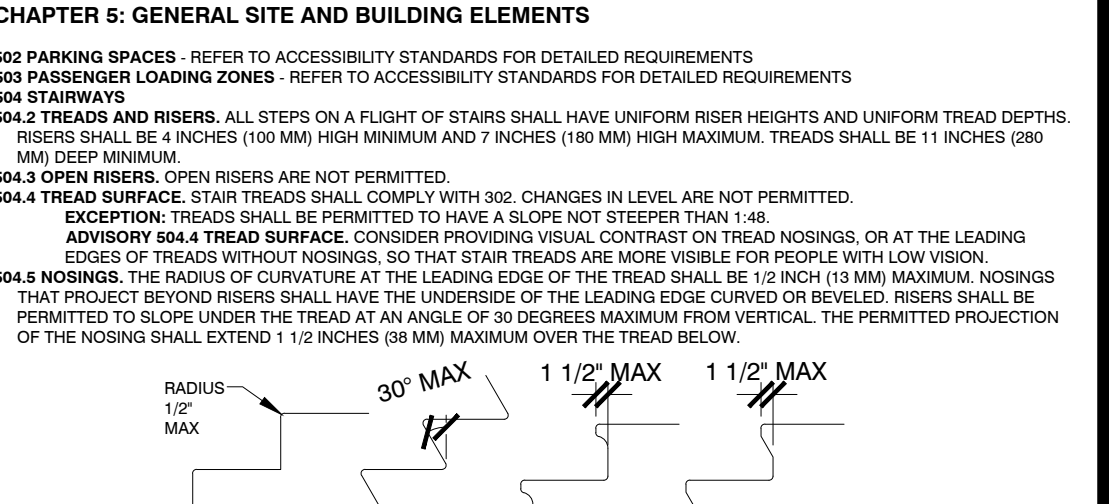 CHAPTER 5: GENERAL SITE AND BUILDING ELEMENTS
502 PARKING SPACES - REFER TO ACCESSIBILITY STANDARDS FOR DETAILED REQUIREMENTS
503 PASSENGER LOADING ZONES - REFER TO ACCESSIBILITY STANDARDS FOR DETAILED REQUIREMENTS
504 STAIRWAYS
504.2 TREADS AND RISERS. ALL STEPS ON A FLIGHT OF STAIRS SHALL HAVE UNIFORM RISER HEIGHTS AND UNIFORM TREAD DEPTHS.
RISERS SHALL BE 4 INCHES (100 MM) HIGH MINIMUM AND 7 INCHES (180 MM) HIGH MAXIMUM. TREADS SHALL BE 11 INCHES (280
MM) DEEP MINIMUM.
504.3 OPEN RISERS. OPEN RISERS ARE NOT PERMITTED.
504.4 TREAD SURFACE. STAIR TREADS SHALL COMPLY WITH 302. CHANGES IN LEVEL ARE NOT PERMITTED.
EXCEPTION: TREADS SHALL BE PERMITTED TO HAVE A SLOPE NOT STEEPER THAN 1:48.
ADVISORY 504.4 TREAD SURFACE. CONSIDER PROVIDING VISUAL CONTRAST ON TREAD NOSINGS, OR AT THE LEADING
EDGES OF TREADS WITHOUT NOSINGS, SO THAT STAIR TREADS ARE MORE VISIBLE FOR PEOPLE WITH LOW VISION.
504.5 NOSINGS. THE RADIUS OF CURVATURE AT THE LEADING EDGE OF THE TREAD SHALL BE 1/2 INCH (13 MM) MAXIMUM. NOSINGS
THAT PROJECT BEYOND RISERS SHALL HAVE THE UNDERSIDE OF THE LEADING EDGE CURVED OR BEVELED. RISERS SHALL BE
PERMITTED TO SLOPE UNDER THE TREAD AT AN ANGLE OF 30 DEGREES MAXIMUM FROM VERTICAL. THE PERMITTED PROJECTION
OF THE NOSING SHALL EXTEND 1 1/2 INCHES (38 MM) MAXIMUM OVER THE TREAD BELOW.
RADIUS
1/2"
MAX
30° MAX
1 1/2" MAX
1 1/2" MAX